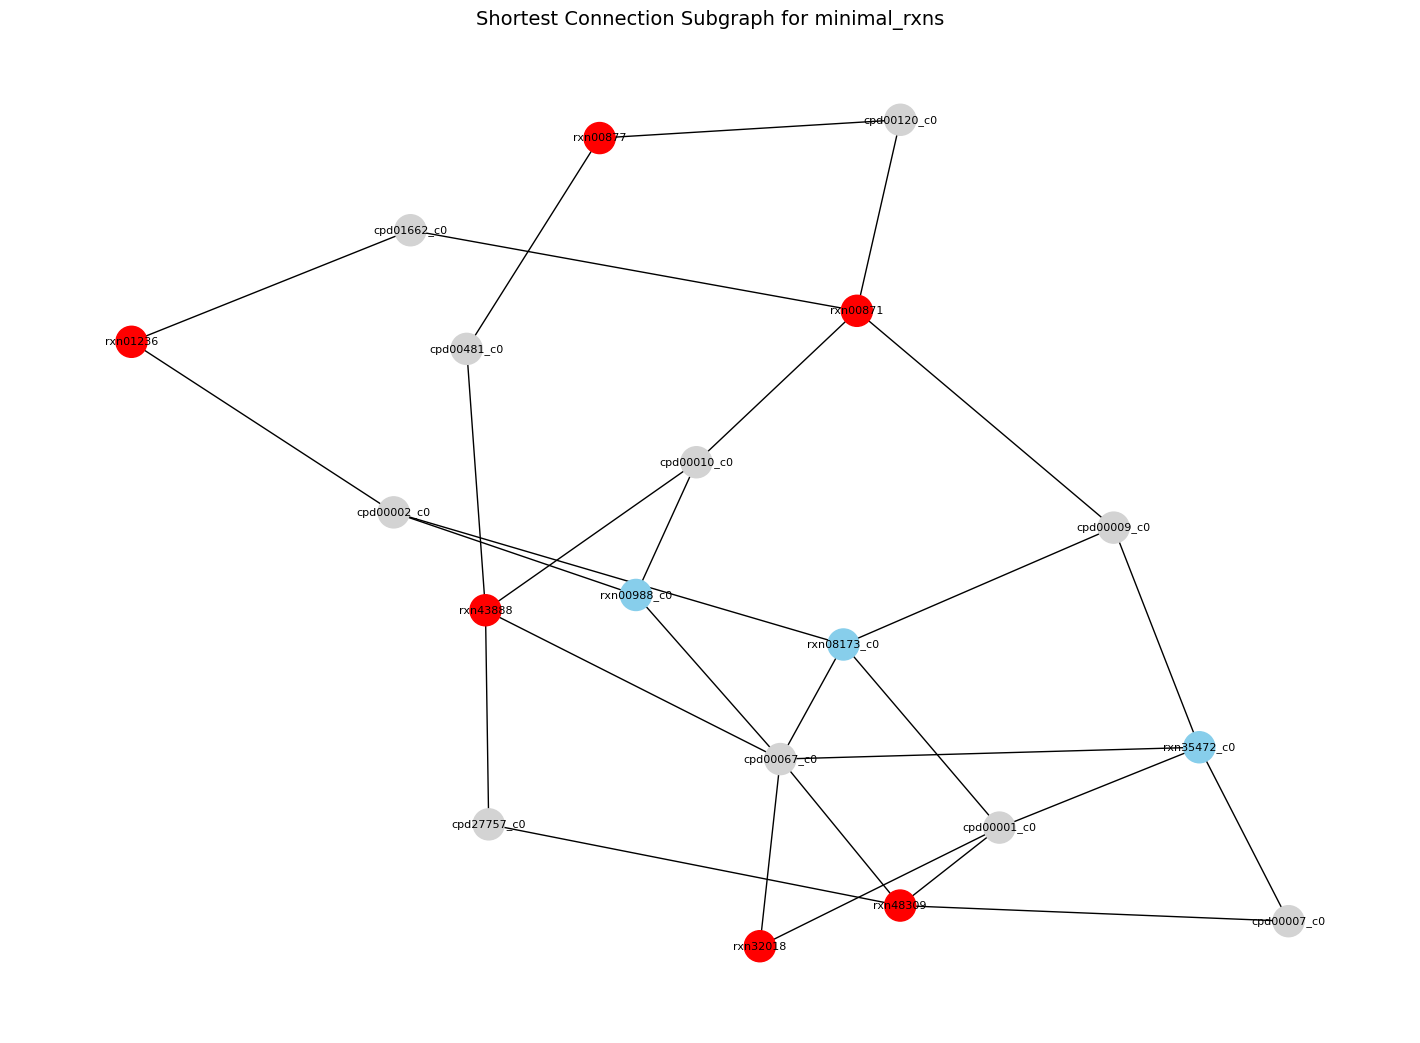 Shortest Connection Subgraph for minimal_rxns
cpd00120_c0
rxn00877
cpd01662_c0
rxn00871
rxn01236
cpd00481_c0
cpd00010_c0
cpd00002_c0
cpd00009_c0
rxn00988_c0
rxn43888
rxn08173_c0
rxn35472_c0
cpd00067_c0
cpd27757_c0
cpd00001_c0
rxn48309
cpd00007_c0
rxn32018